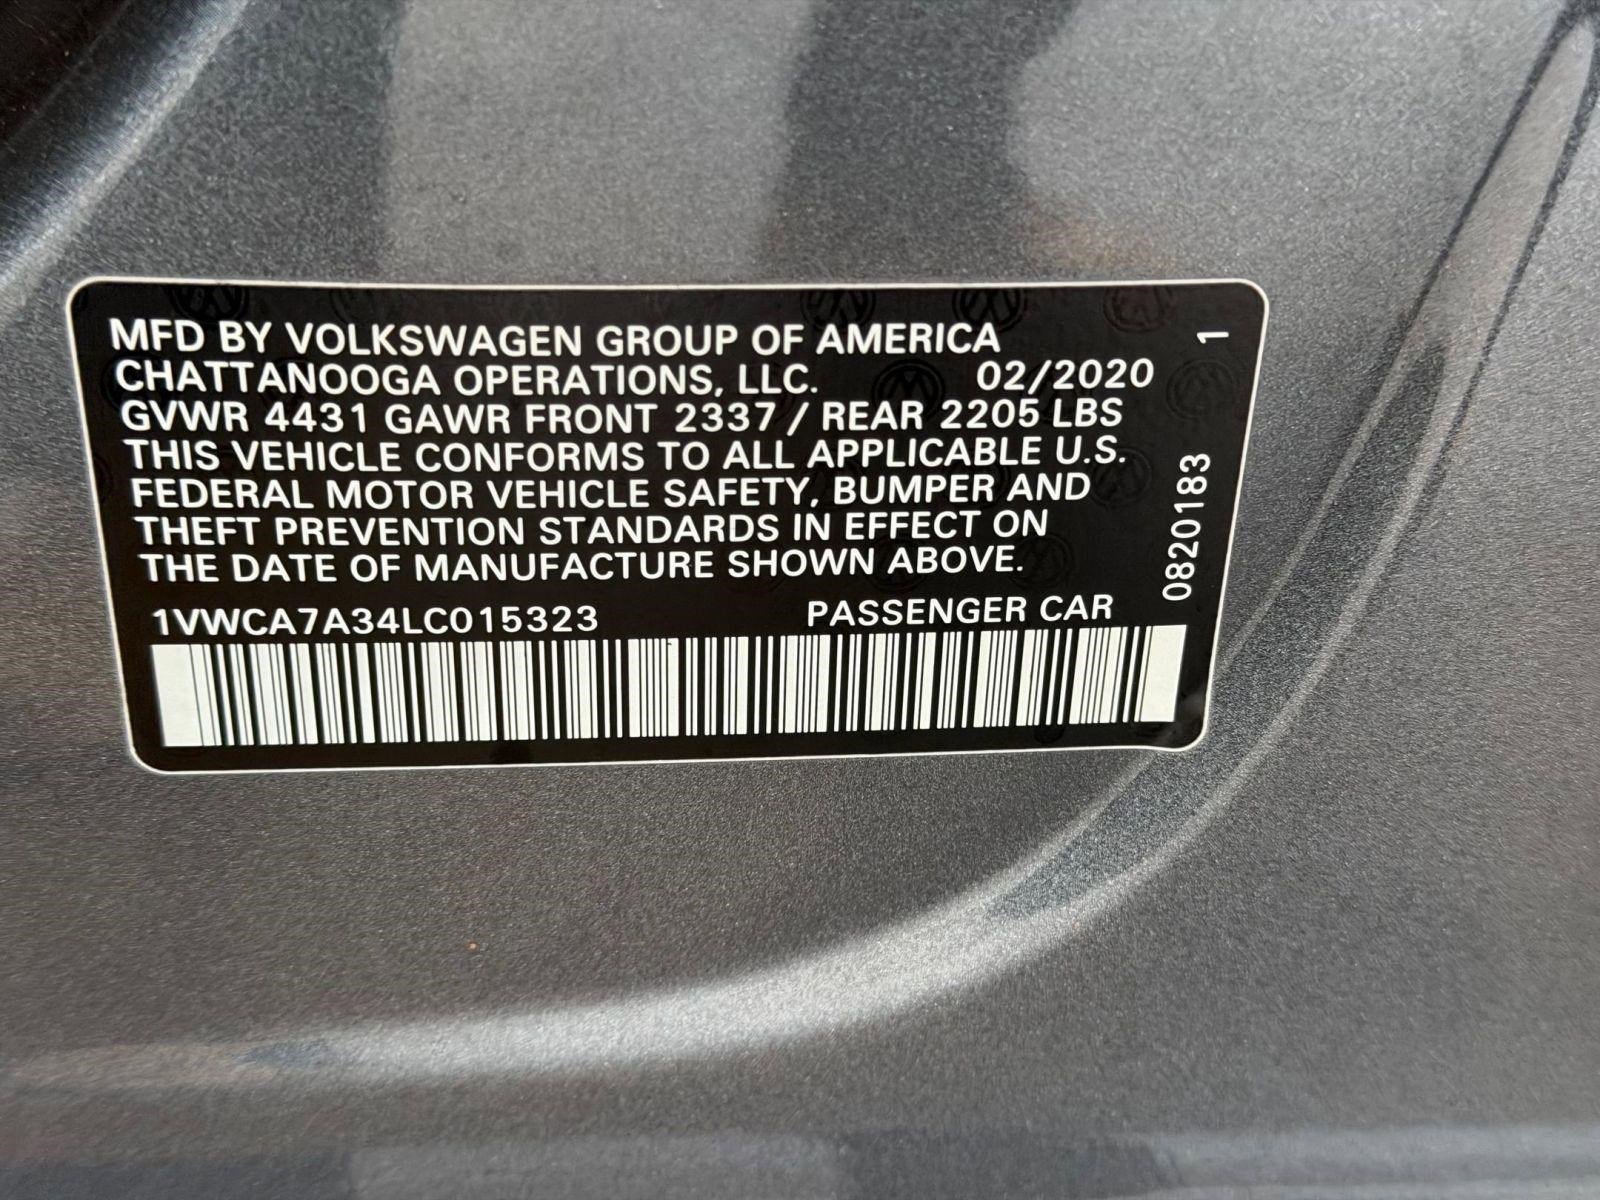 MFD BY VOLKSWAGEN GROUP OF AMERICA
CHATTANOOGA OPERATIONS, LLC. 02/2020
GVWR 4431 GAWR FRONT 2337 / REAR 2205 LBS
THIS VEHICLE CONFORMS TO ALL APPLICABLE U.S.
FEDERAL MOTOR VEHICLE SAFETY, BUMPER AND
THEFT PREVENTION STANDARDS IN EFFECT ON
THE DATE OF MANUFACTURE SHOWN ABOVE.
1VWCA7A34LC015323 PASSENGER CAR
0820183 1